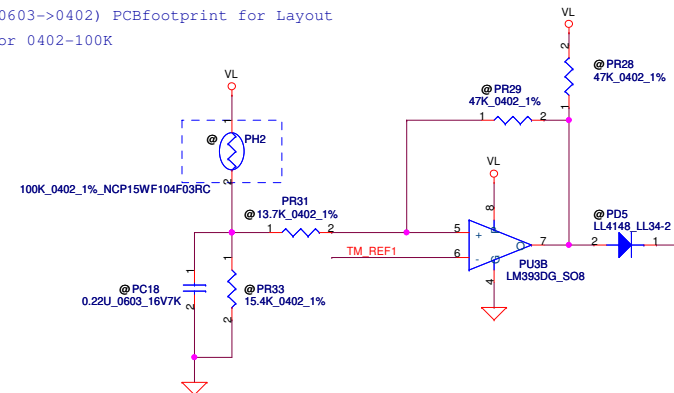 0603->0402) PCBfootprint for Layout
or 0402-100K
VL
2
@PR28
47K_0402_1%
1
@PR29
47K_0402_1%
1
2
VL
1
@
PH2
2
100K_0402_1%_NCP15WF104F03RC
VL
8
PR31
@13.7K_0402_1%
1
2
5
+
P
O
7
TM_REF1
6
-
G
4
PU3B
LM393DG_SO8
@PD5
LL4148_LL34-2
2
1
1
@PC18
0.22U_0603_16V7K
2
1
@PR33
15.4K_0402_1%
2